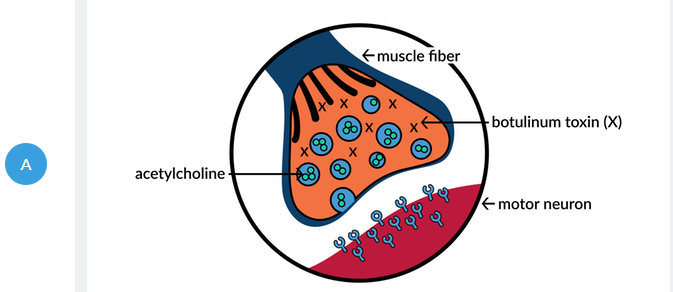 muscle fiber
X X X
X X botulinum toxin (X)
X X
A
acetylcholine
motor neuron